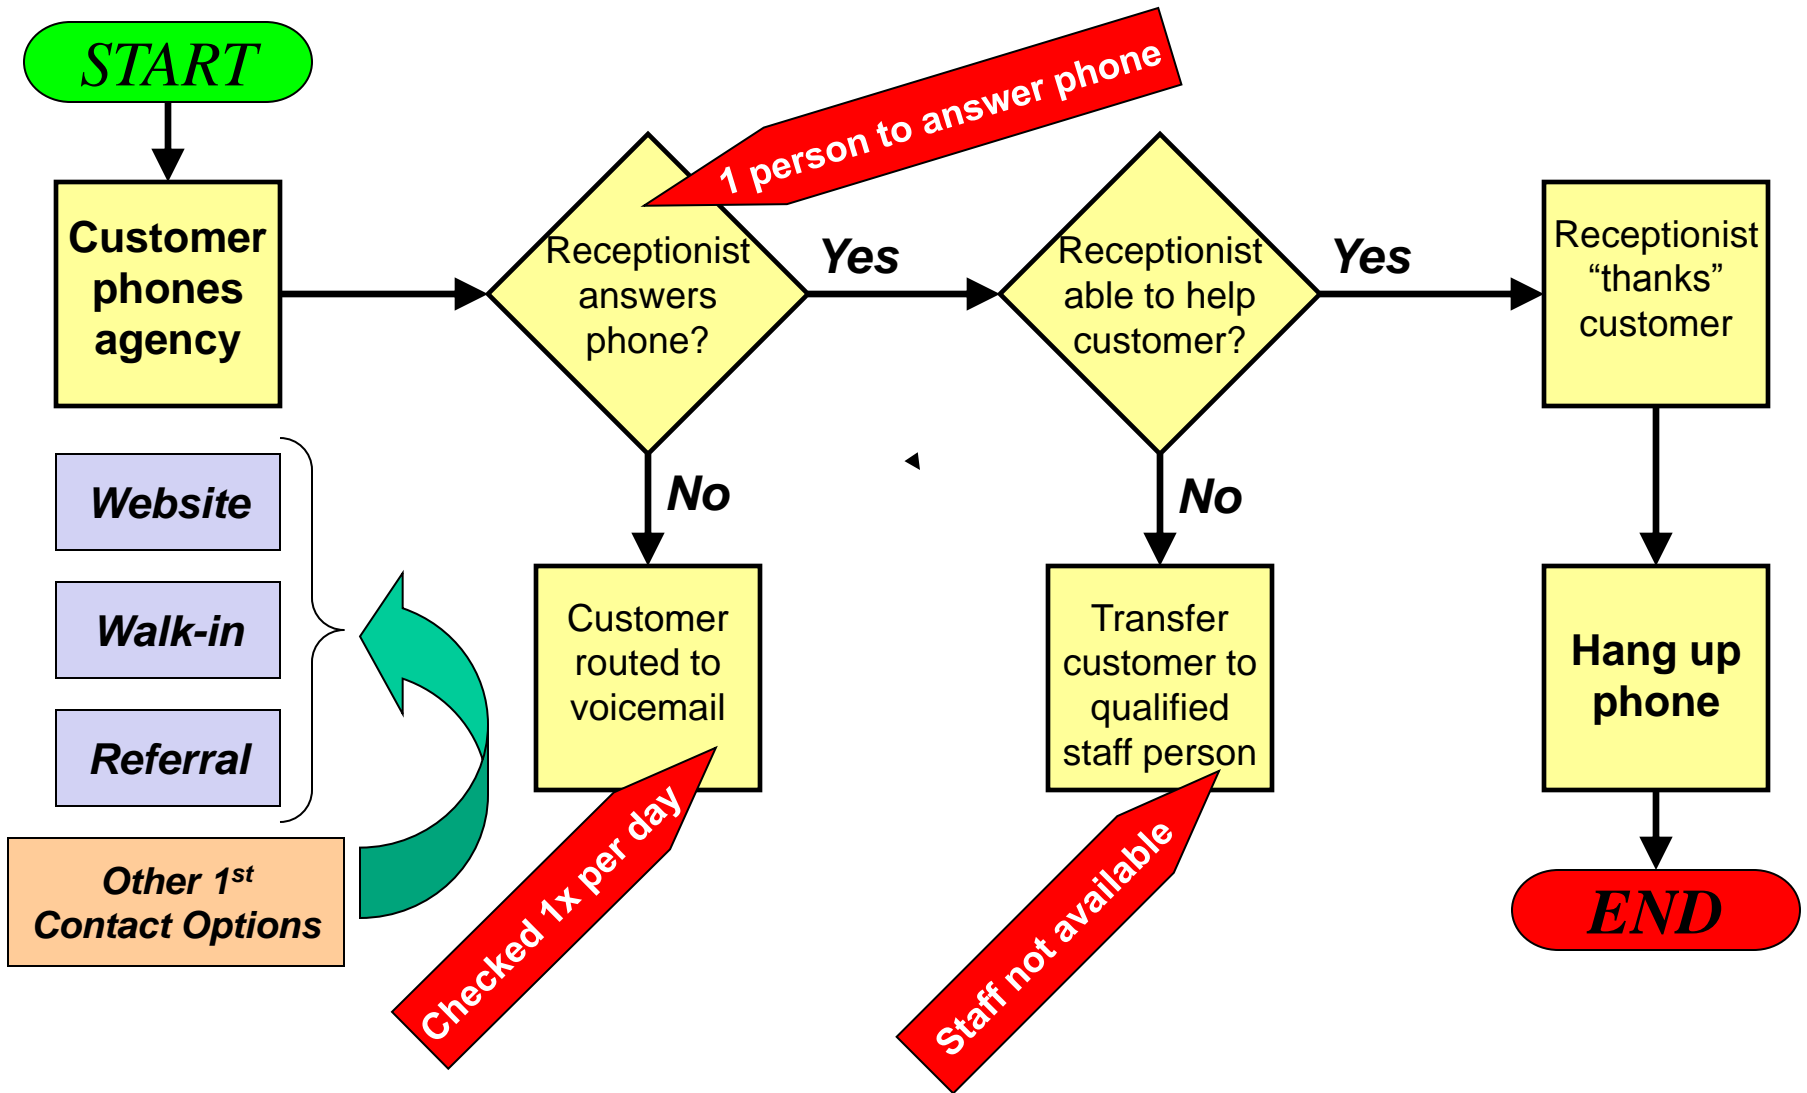 START
1 person to answer phone
Customer
phones
agency
Receptionist
answers
phone?
Yes
Receptionist
able to help
customer?
Yes
Receptionist
“thanks”
customer
No
No
Website
Walk-in
Referral
Other 1st
Contact Options
Customer
routed to
voicemail
Checked 1x per day
Transfer
customer to
qualified
staff person
Staff not available
Hang up
phone
END